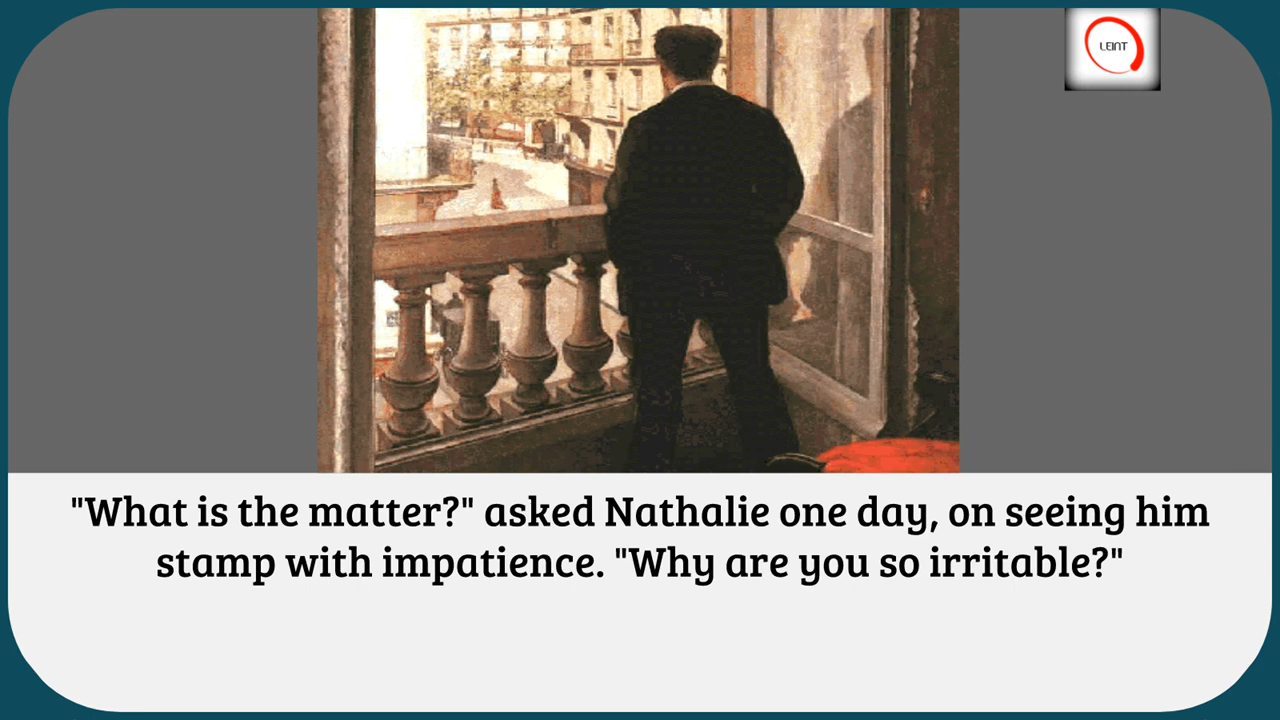 LEINT
"What is the matter?" asked Nathalie one day, on seeing him
stamp with impatience. "Why are you so irritable?"